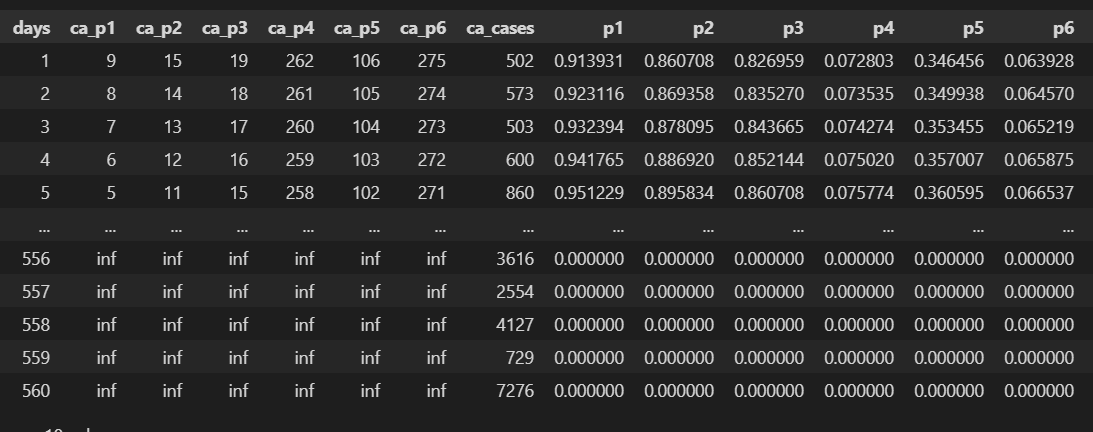 days ca_p1 ca_p2 ca_p3 ca_p4 ca_p5 ca_p6 ca_cases p1 p2 p3 p4 p5 p6
1 9 15 19 262 106 275 502 0.913931 0.860708 0.826959 0.072803 0.346456 0.063928
2 8 14 18 261 105 274 573 0.923116 0.869358 0.835270 0.073535 0.349938 0.064570
3 7 13 17 260 104 273 503 0.932394 0.878095 0.843665 0.074274 0.353455 0.065219
4 6 12 16 259 103 272 600 0.941765 0.886920 0.852144 0.075020 0.357007 0.065875
5 5 11 15 258 102 271 860 0.951229 0.895834 0.860708 0.075774 0.360595 0.066537
... ... ... ... ... ... ... ... ... ... ... ... ... ...
556 inf inf inf inf inf inf 3616 0.000000 0.000000 0.000000 0.000000 0.000000 0.000000
557 inf inf inf inf inf inf 2554 0.000000 0.000000 0.000000 0.000000 0.000000 0.000000
558 inf inf inf inf inf inf 4127 0.000000 0.000000 0.000000 0.000000 0.000000 0.000000
559 inf inf inf inf inf inf 729 0.000000 0.000000 0.000000 0.000000 0.000000 0.000000
560 inf inf inf inf inf inf 7276 0.000000 0.000000 0.000000 0.000000 0.000000 0.000000